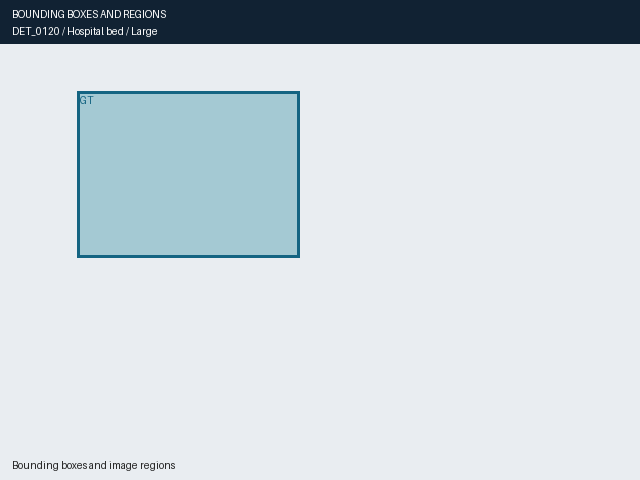 BOUNDING BOXES AND REGIONS
DET_0120 / Hospital bed / Large
GT
Bounding boxes and image regions